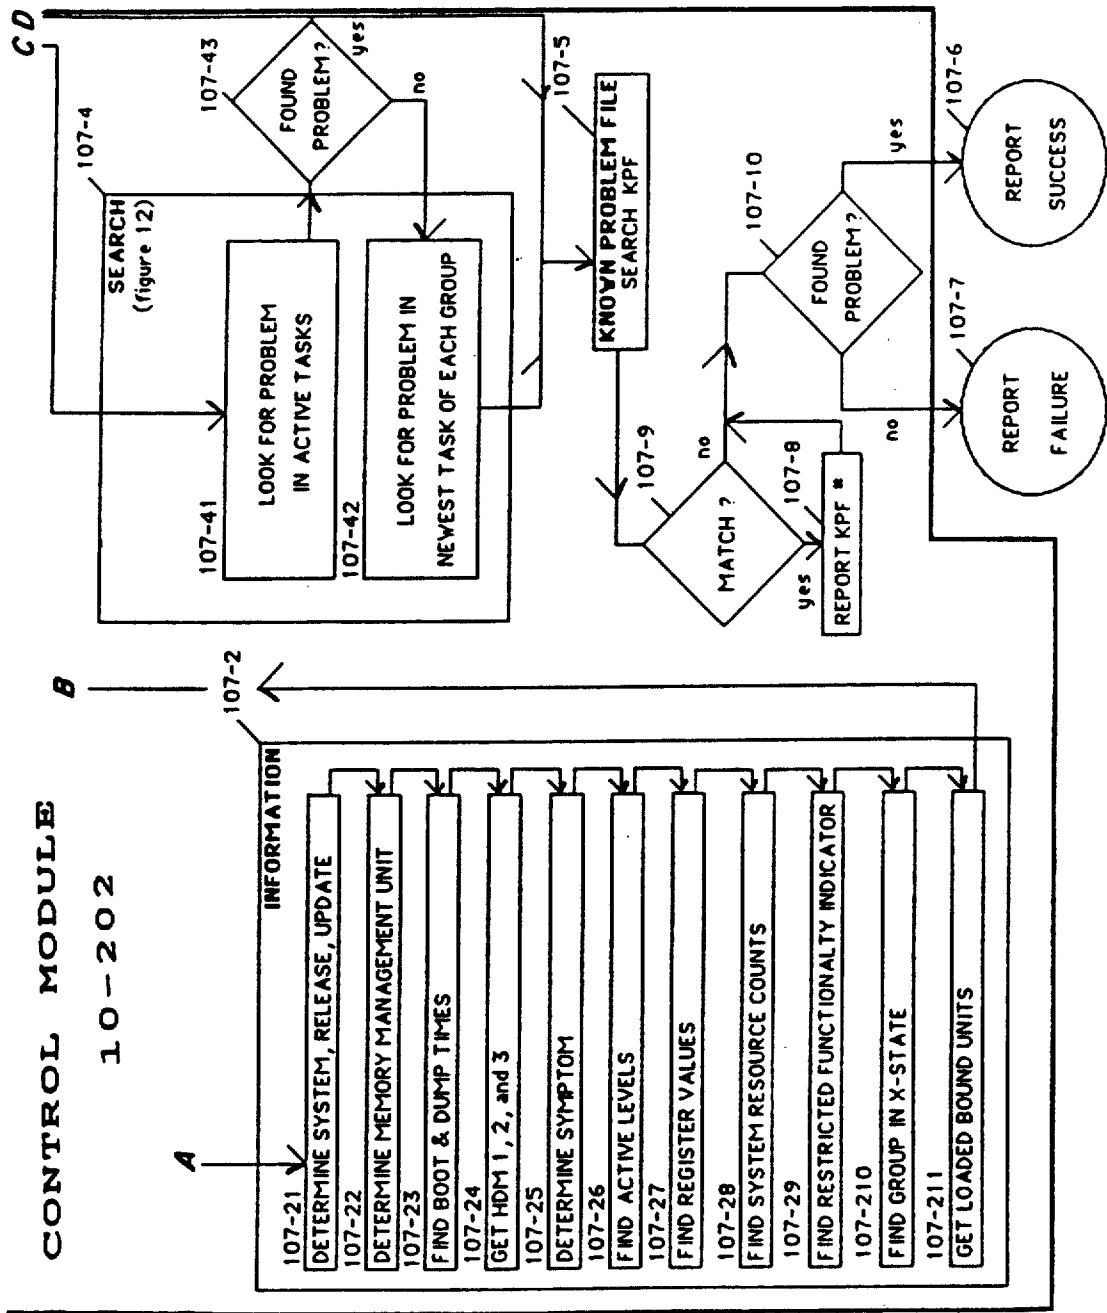 CONTROL MODULE
10-202
A
B
C D
107-2
INFORMATION
107-21
DETERMINE SYSTEM, RELEASE, UPDATE
107-22
DETERMINE MEMORY MANAGEMENT UNIT
107-23
FIND BOOT & DUMP TIMES
107-24
GET HDM 1, 2, and 3
107-25
DETERMINE SYMPTOM
107-26
FIND ACTIVE LEVELS
107-27
FIND REGISTER VALUES
107-28
FIND SYSTEM RESOURCE COUNTS
107-29
FIND RESTRICTED FUNCTIONALTY INDICATOR
107-210
FIND GROUP IN X-STATE
107-211
GET LOADED BOUND UNITS
107-4
SEARCH
(figure 12)
107-41
LOOK FOR PROBLEM
IN ACTIVE TASKS
107-42
LOOK FOR PROBLEM IN
NEWEST TASK OF EACH GROUP
107-43
FOUND
PROBLEM?
yes
no
107-5
KNOWN PROBLEM FILE
SEARCH KPF
107-9
MATCH?
no
yes
107-8
REPORT KPF *
107-10
FOUND
PROBLEM?
no
yes
107-7
REPORT
FAILURE
107-6
REPORT
SUCCESS